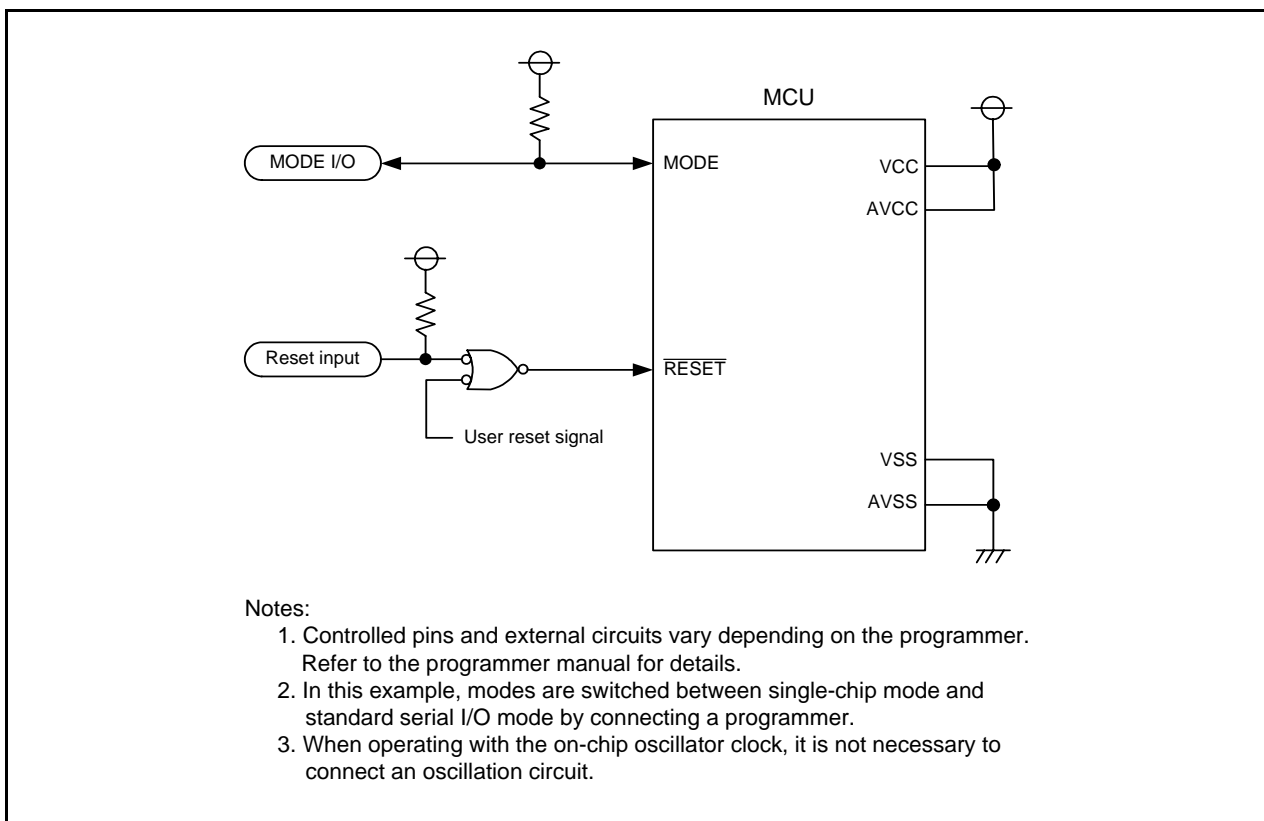 MCU
MODE I/O
MODE
VCC
AVCC
Reset input
RESET
User reset signal
VSS
AVSS
Notes:
1. Controlled pins and external circuits vary depending on the programmer.
Refer to the programmer manual for details.
2. In this example, modes are switched between single-chip mode and
standard serial I/O mode by connecting a programmer.
3. When operating with the on-chip oscillator clock, it is not necessary to
connect an oscillation circuit.